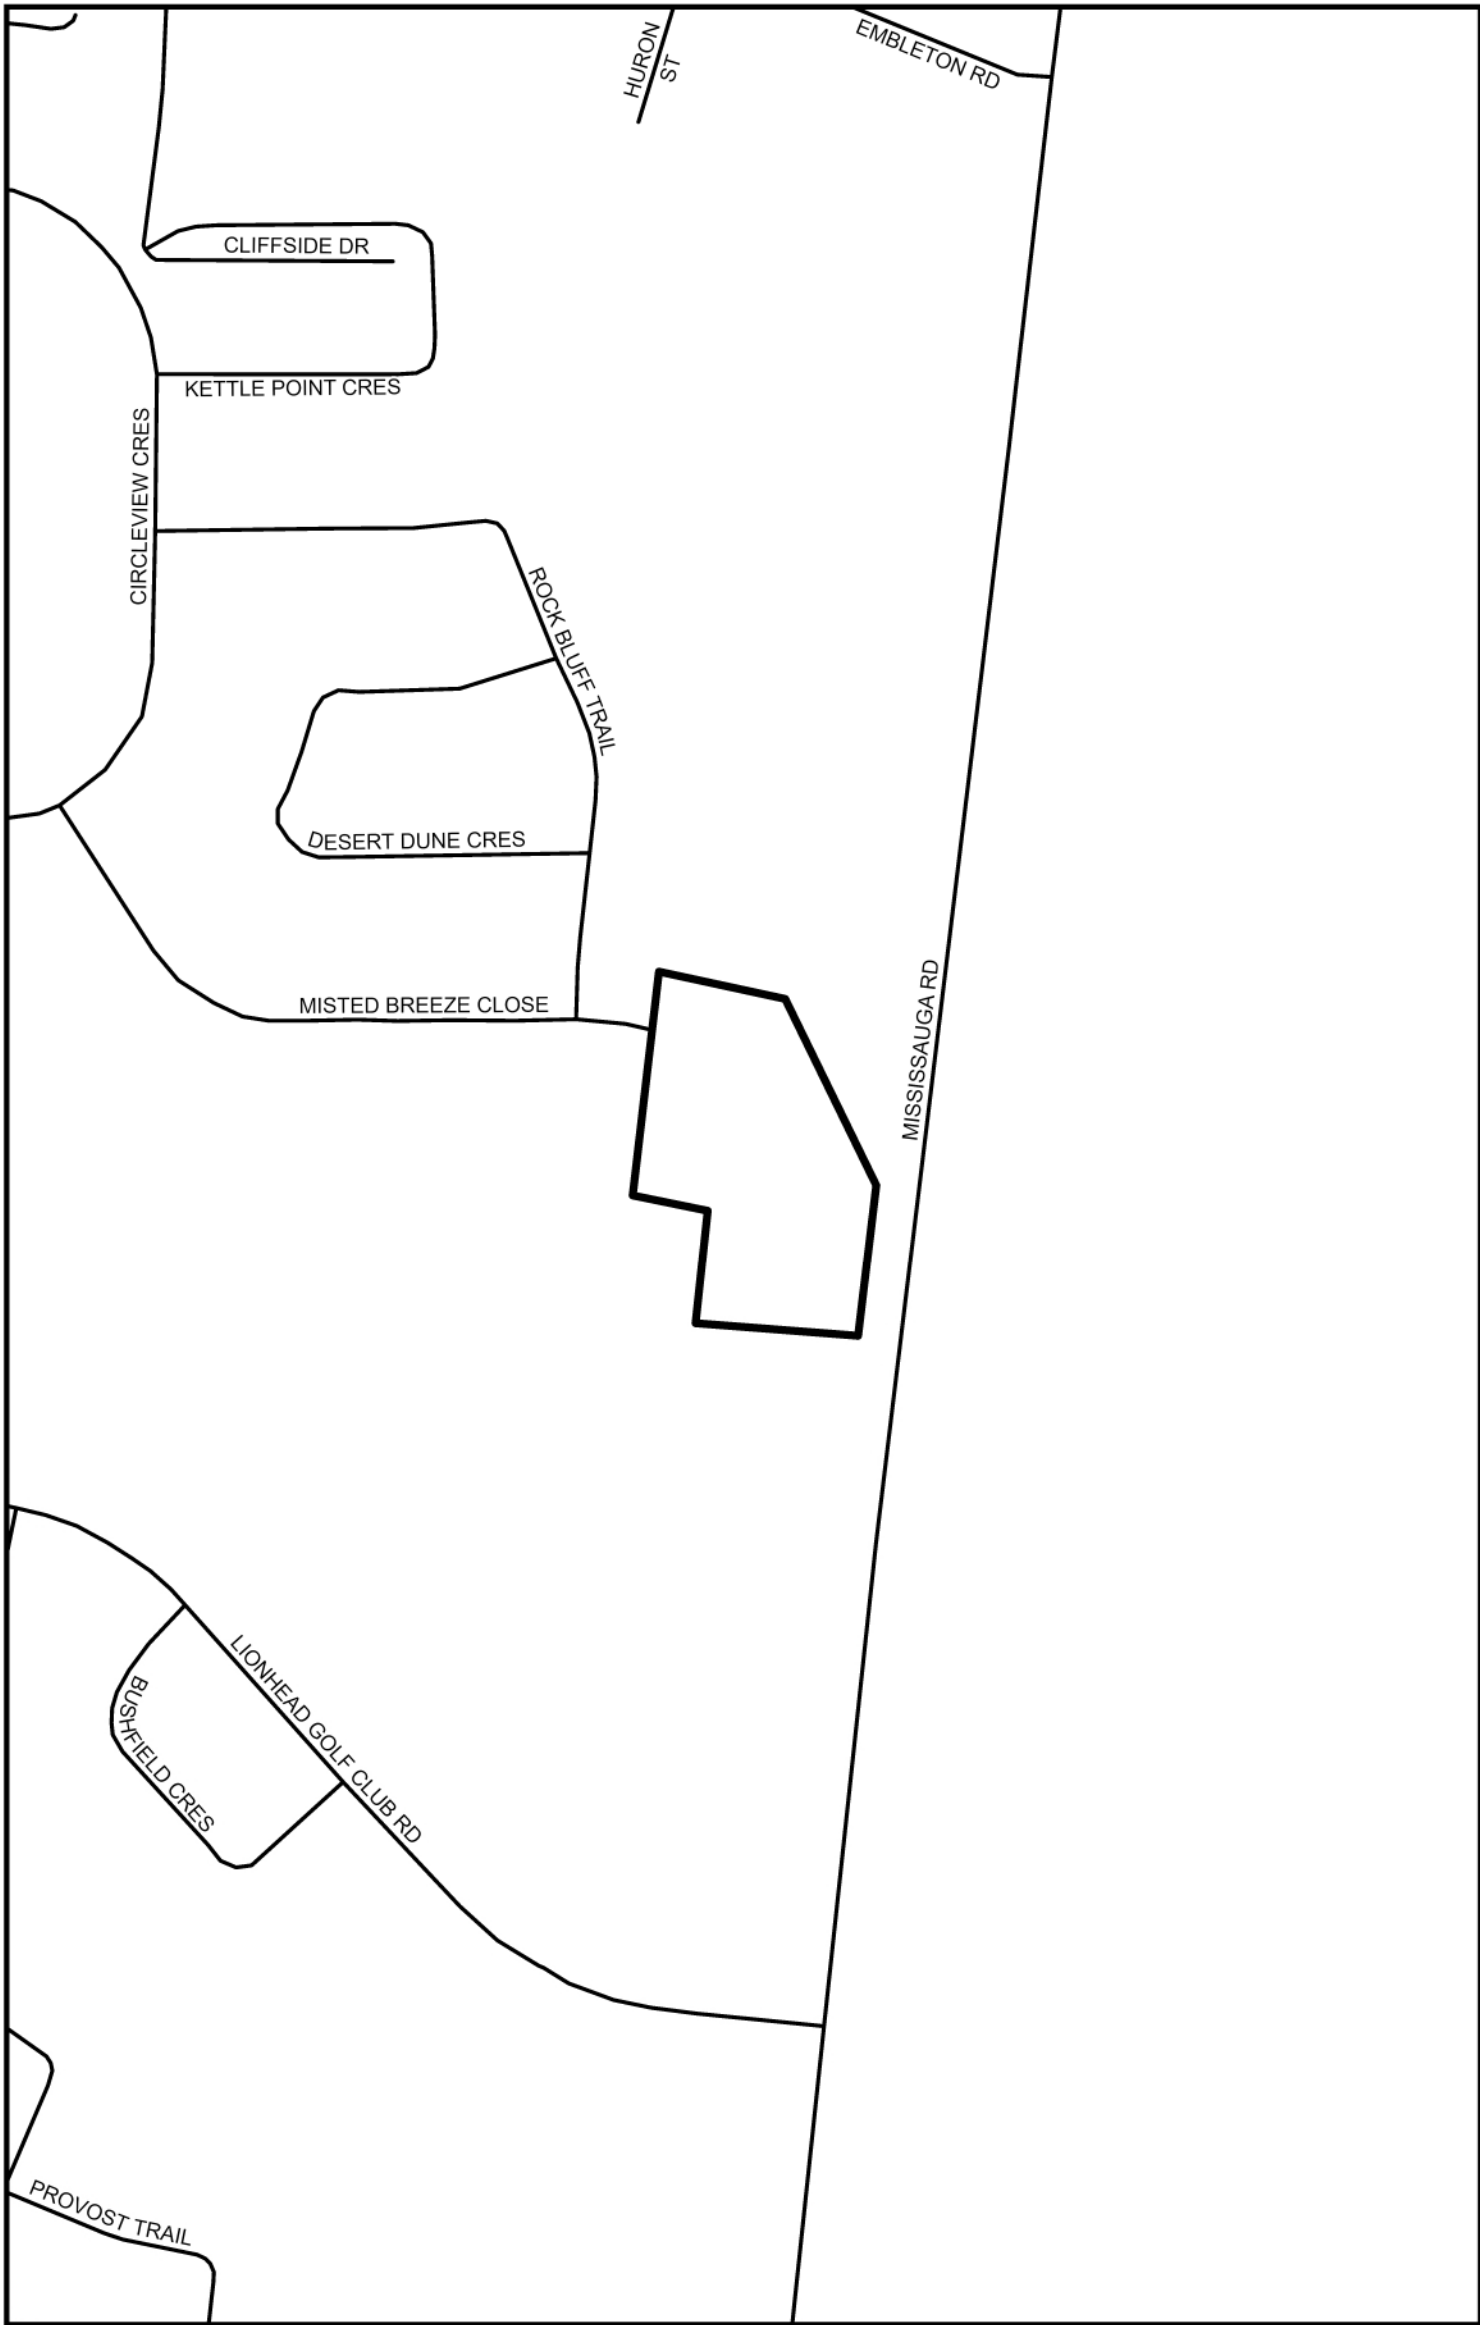 HURON
ST
EMBLETON RD
CLIFFSIDE DR
KETTLE POINT CRES
CIRCLEVIEW CRES
ROCK BLUFF TRAIL
DESERT DUNE CRES
MISSISSAUGA RD
MISTED BREEZE CLOSE
LIONHEAD GOLF CLUB RD
BUSHFIELD CRES
PROVOST TRAIL